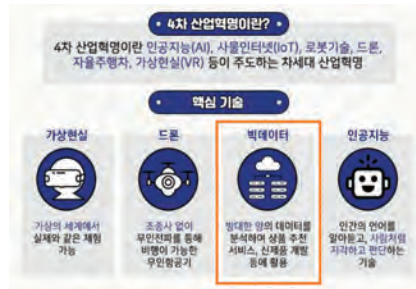 4차 산업혁명이란?
4차 산업혁명이란 인공지능(AI), 사물인터넷(IoT), 로봇기술, 드론,
자율주행차, 가상현실(VR) 등이 주도하는 차세대 산업혁명
핵심 기술
가상현실
가상의 세계에서
실제와 같은 체험
가능
드론
조종사 없이
무인전파를 통해
비행이 가능한
무인항공기
빅데이터
방대한 양의 데이터를
분석하여 상품 추천
서비스, 신제품 개발
등에 활용
인공지능
인간의 언어를
알아듣고, 사람처럼
지각하고 판단하는
기술